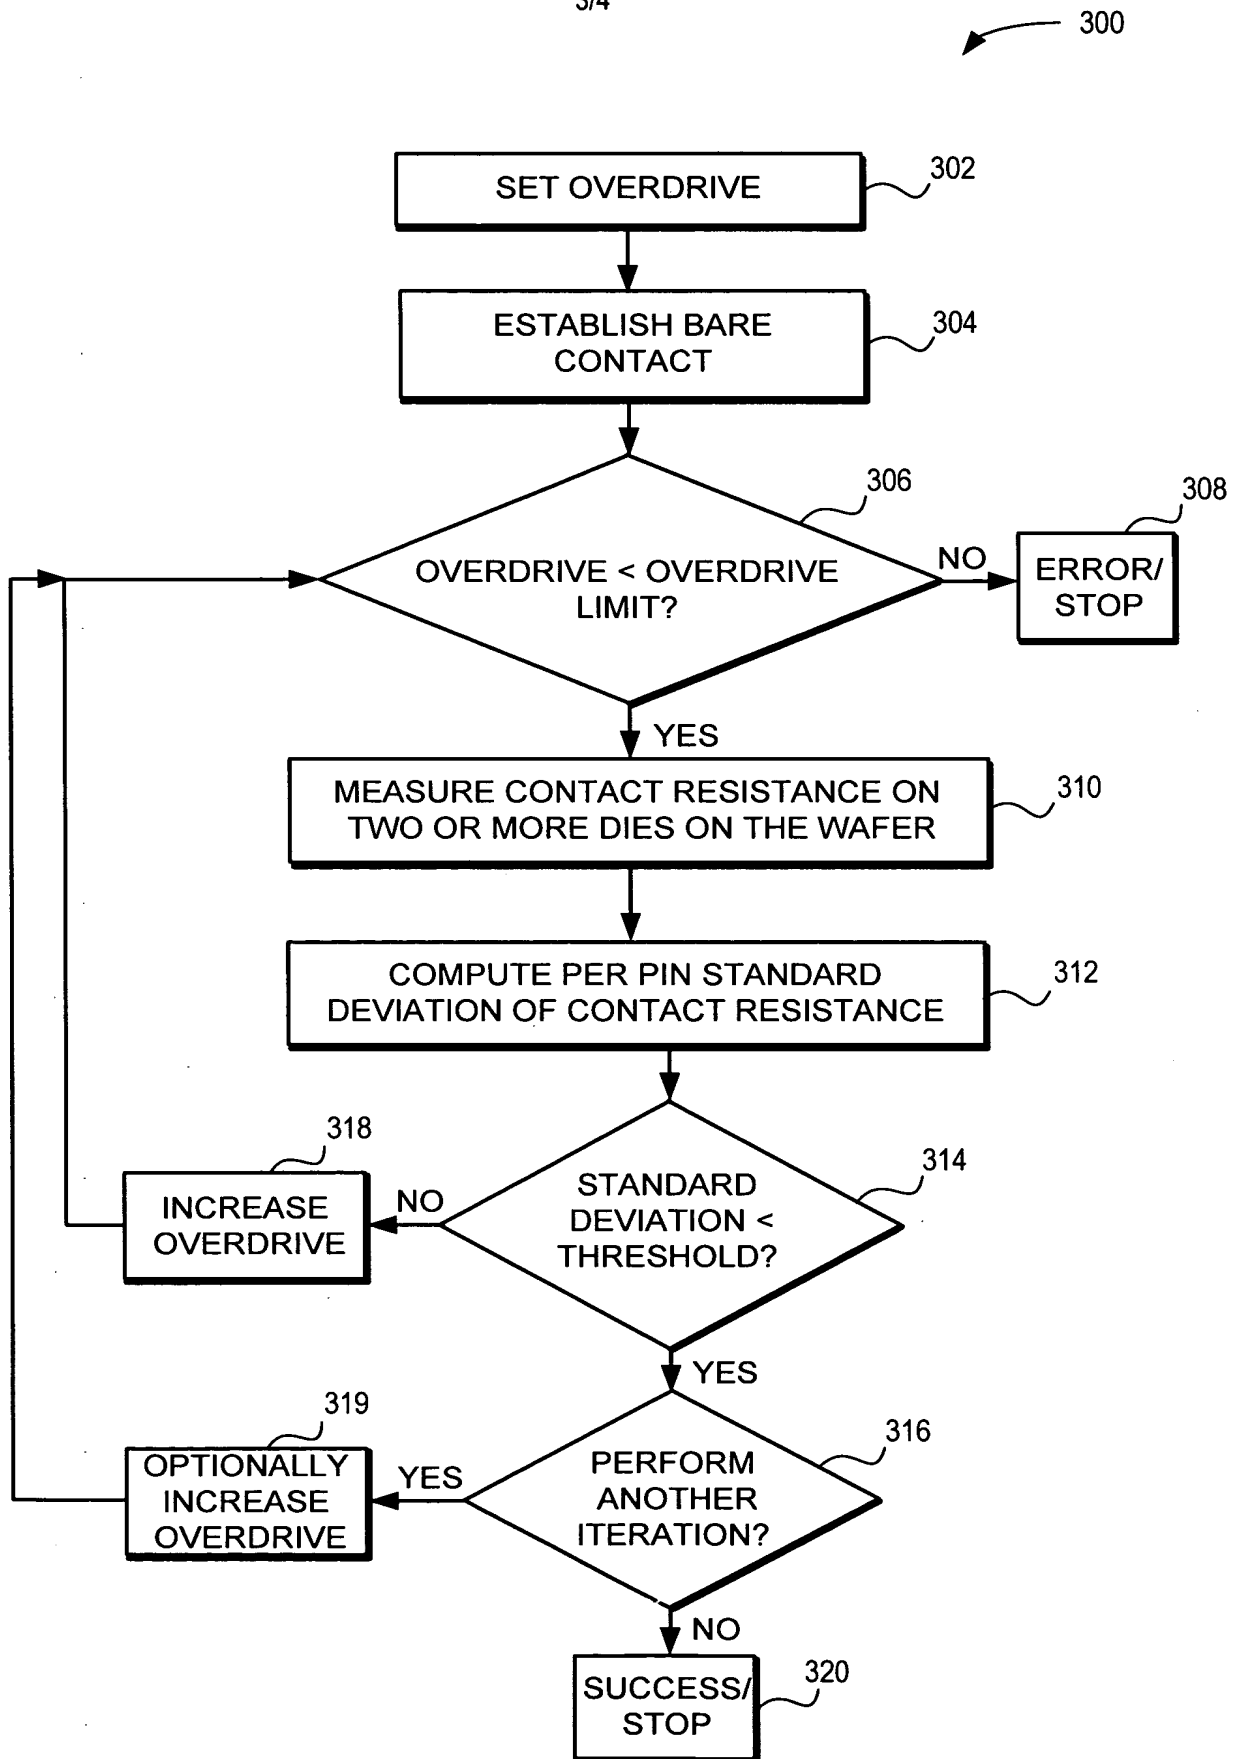 3/4
300
SET OVERDRIVE
302
ESTABLISH BARE
CONTACT
304
306
308
OVERDRIVE < OVERDRIVE
LIMIT?
NO
ERROR/
STOP
YES
MEASURE CONTACT RESISTANCE ON
TWO OR MORE DIES ON THE WAFER
310
COMPUTE PER PIN STANDARD
DEVIATION OF CONTACT RESISTANCE
312
318
INCREASE
OVERDRIVE
NO
STANDARD
DEVIATION <
THRESHOLD?
314
YES
319
OPTIONALLY
INCREASE
OVERDRIVE
YES
PERFORM
ANOTHER
ITERATION?
316
NO
SUCCESS/
STOP
320